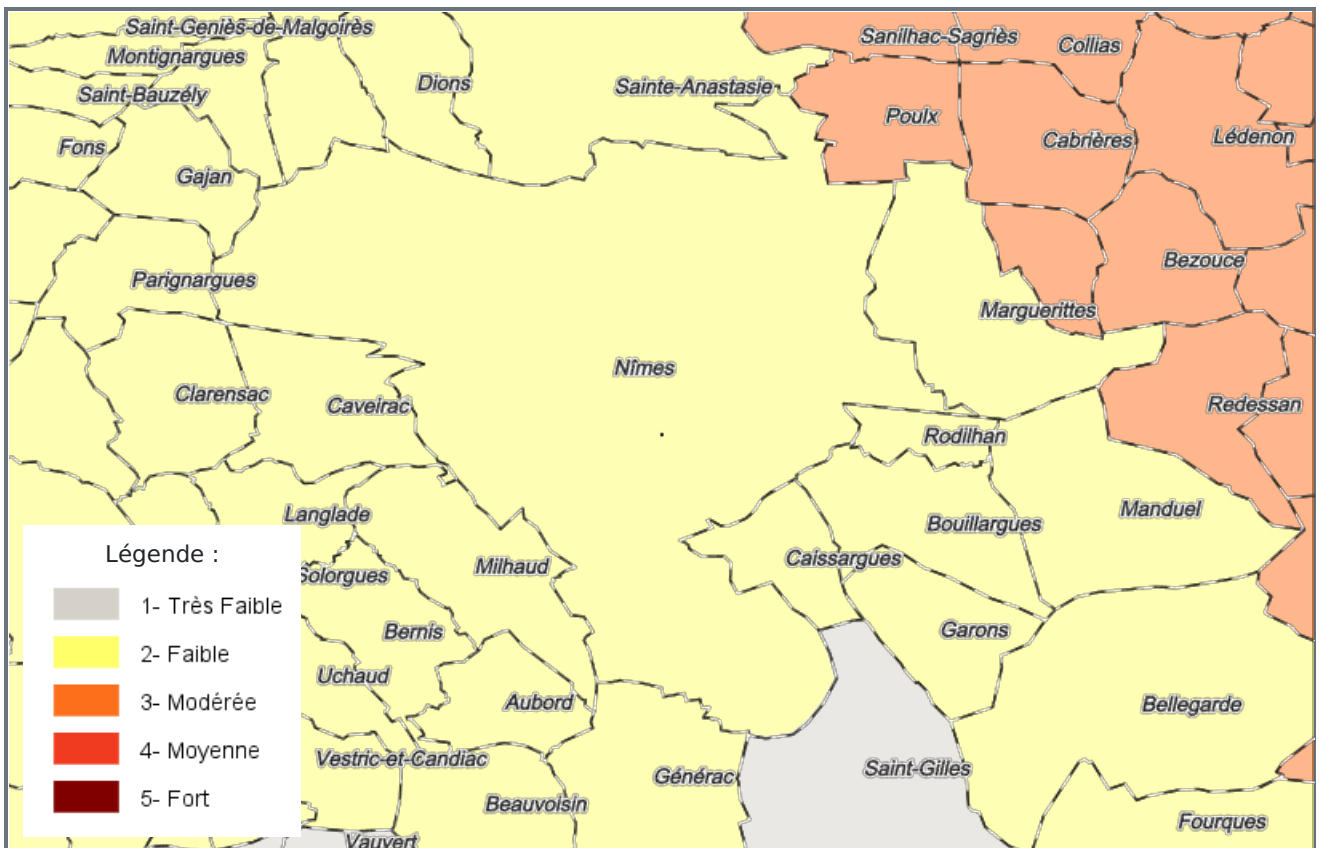 Saint-Geniès-de-Malgoirès
Sanilhac-Sagriès
Collias
Montignargues
Dions
Sainte-Anastasie
Saint-Bauzély
Poulx
Fons
Cabrières
Lédenon
Gajan
Bezouce
Parignargues
Marguerittes
Nîmes
Clarensac
Caveirac
Redessan
Rodilhan
Langlade
Bouillargues
Manduel
Légende :
Caissargues
Milhaud
Solorgues
1- Très Faible
Bernis
Garons
2- Faible
Uchaud
3- Modérée
Aubord
Bellegarde
4- Moyenne
Vestric-et-Candiac
Saint-Gilles
Générac
5- Fort
Beauvoisin
Fourques
Vauvert